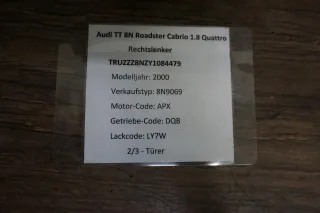 Audi TT 8N Roadster Cabrio 1.8 Quattro
Rechtslenker
TRUZZZ8NZY1084479
Modelljahr: 2000
Verkaufstyp: 8N9069
Motor-Code: APX
Getriebe-Code: DQB
Lackcode: LY7W
2/3 - Türer